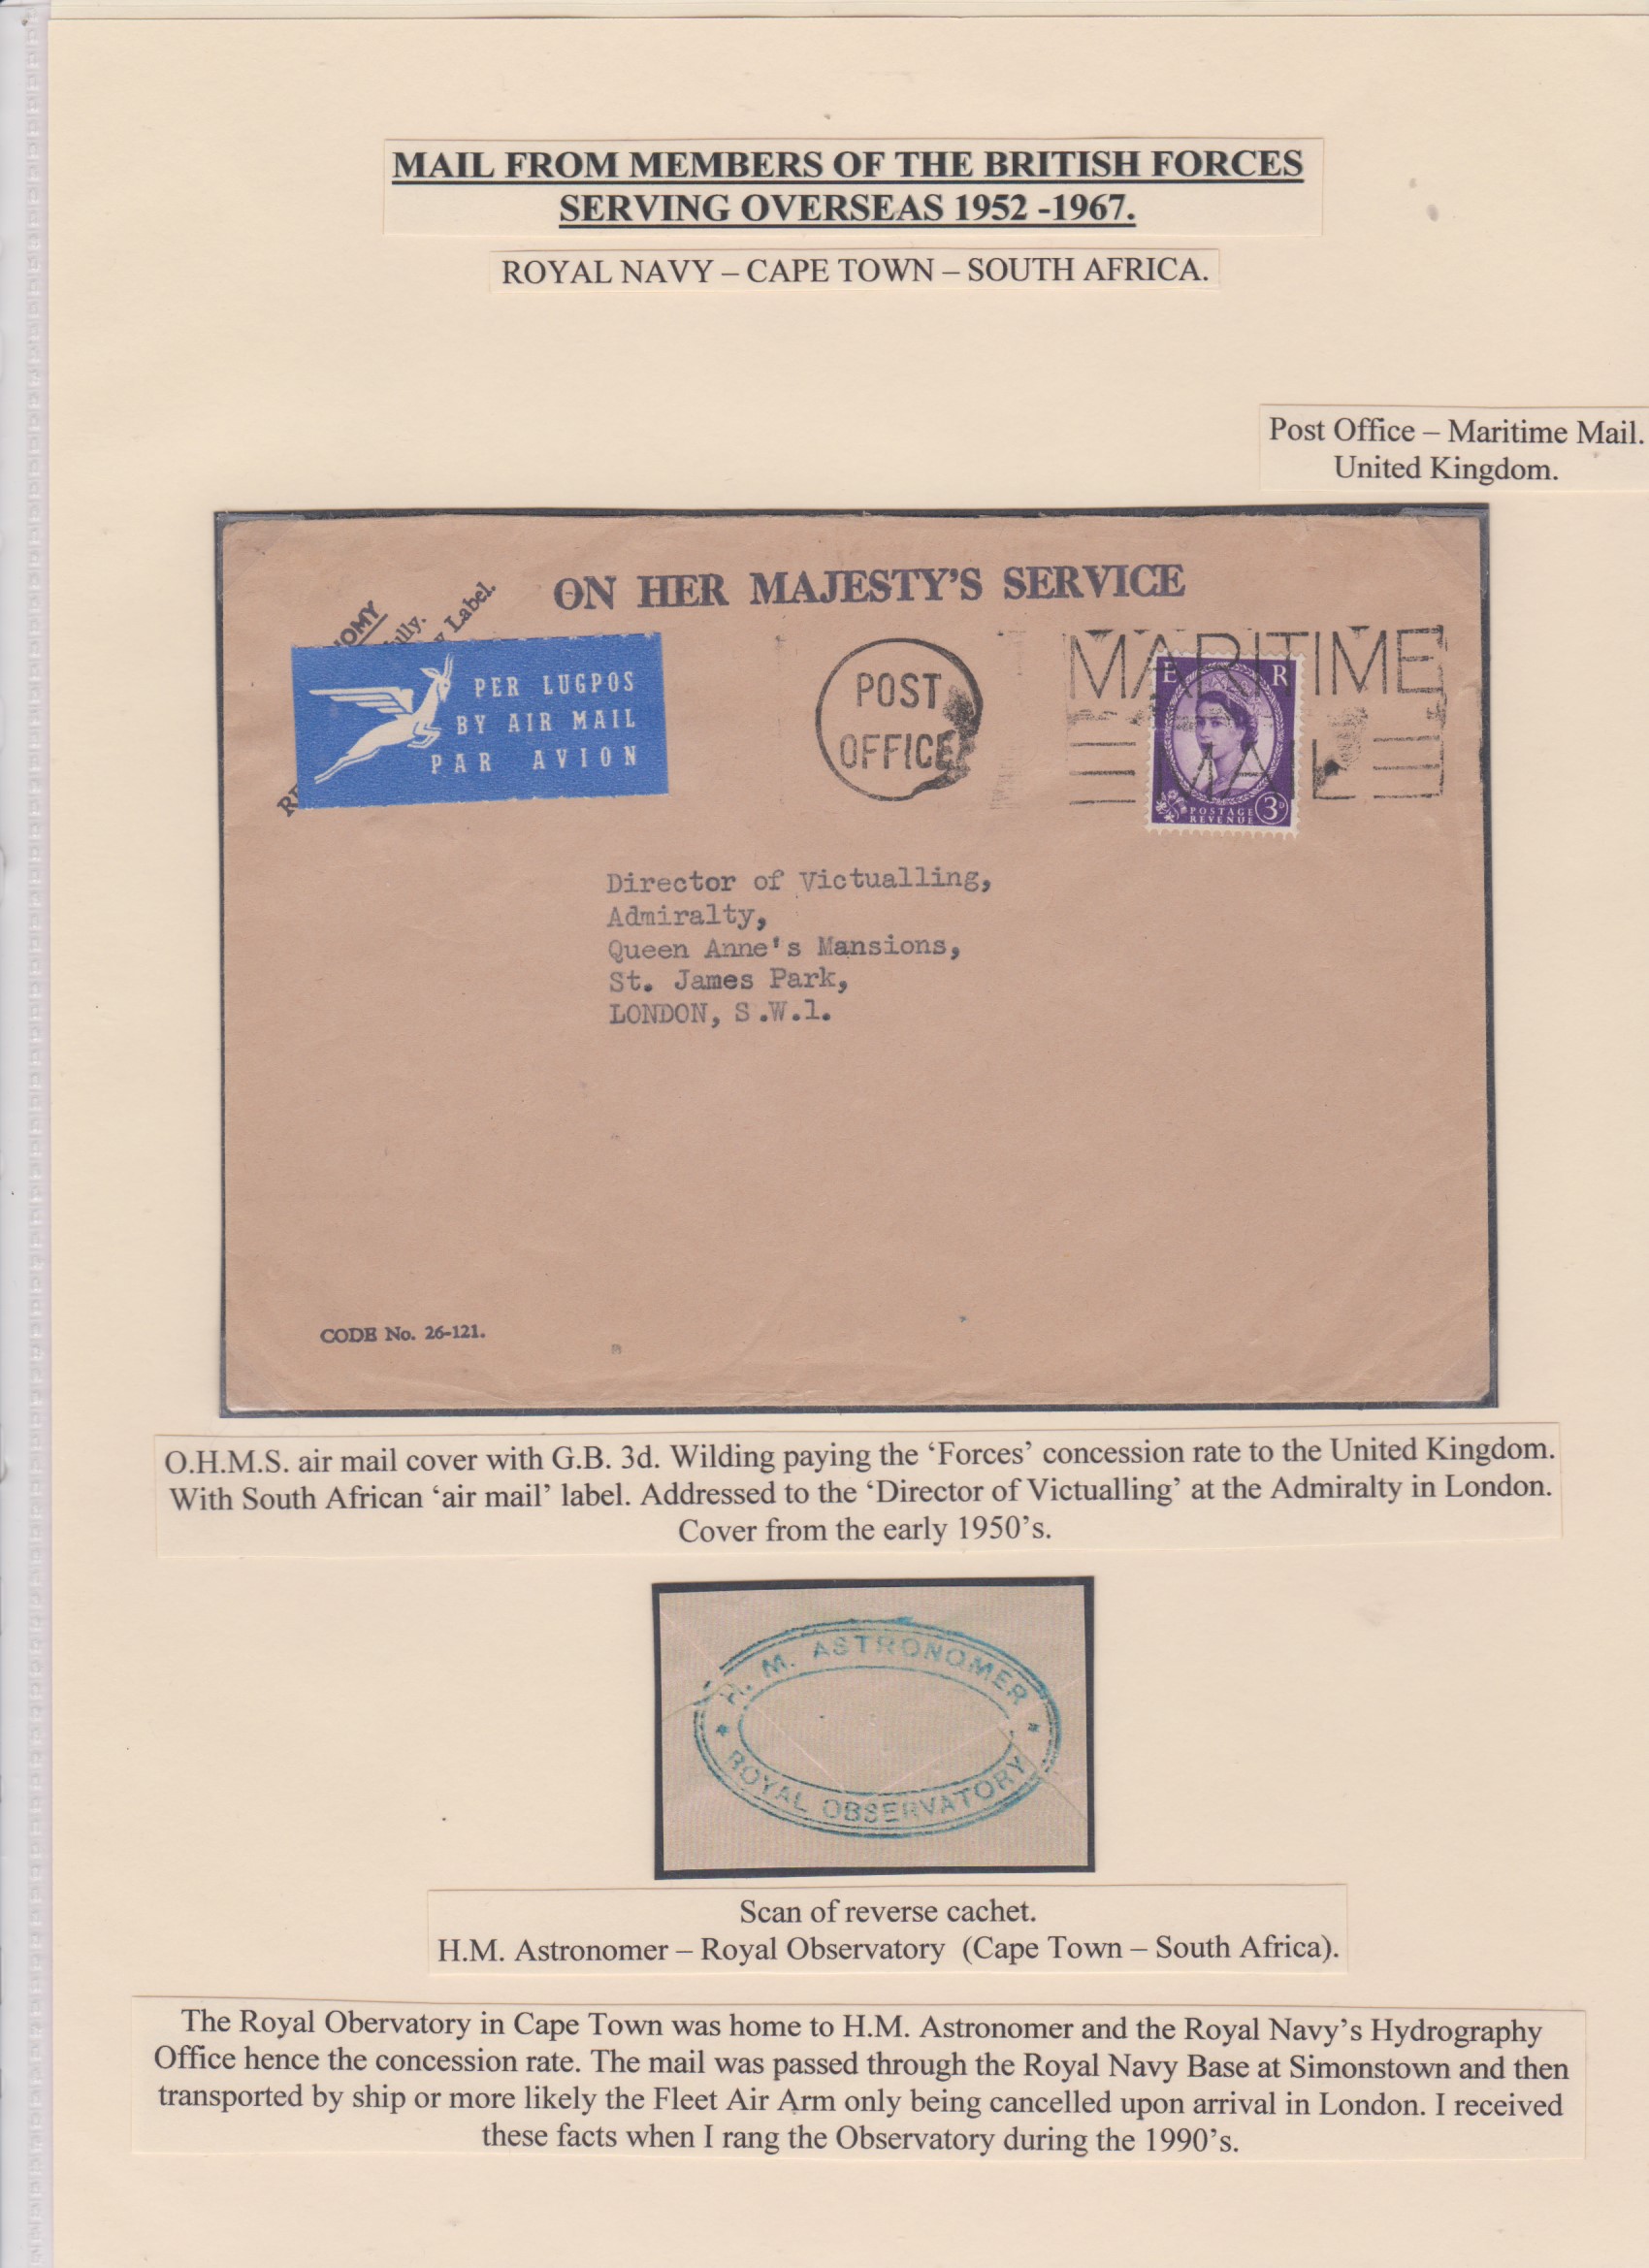 MAIL FROM MEMBERS OF THE BRITISH FORCES
SERVING OVERSEAS 1952 -1967.
ROYAL NAVY – CAPE TOWN – SOUTH AFRICA.
Post Office – Maritime Mail.
United Kingdom.
ON HER MAJESTY'S SERVICE
Label.
PER LUGPOS
BY AIR MAIL
PAR AVION
POST
OFFICE
MARITIME
MAIL
E R
POSTAGE
REVENUE
3D
Director of Victualling,
Admiralty,
Queen Anne's Mansions,
St. James Park,
LONDON, S.W.1.
CODE No. 26-121.
O.H.M.S. air mail cover with G.B. 3d. Wilding paying the ‘Forces’ concession rate to the United Kingdom.
With South African ‘air mail’ label. Addressed to the ‘Director of Victualling’ at the Admiralty in London.
Cover from the early 1950’s.
H. M. ASTRONOMER
ROYAL OBSERVATORY
Scan of reverse cachet.
H.M. Astronomer – Royal Observatory (Cape Town – South Africa).
The Royal Obervatory in Cape Town was home to H.M. Astronomer and the Royal Navy’s Hydrography
Office hence the concession rate. The mail was passed through the Royal Navy Base at Simonstown and then
transported by ship or more likely the Fleet Air Arm only being cancelled upon arrival in London. I received
these facts when I rang the Observatory during the 1990’s.